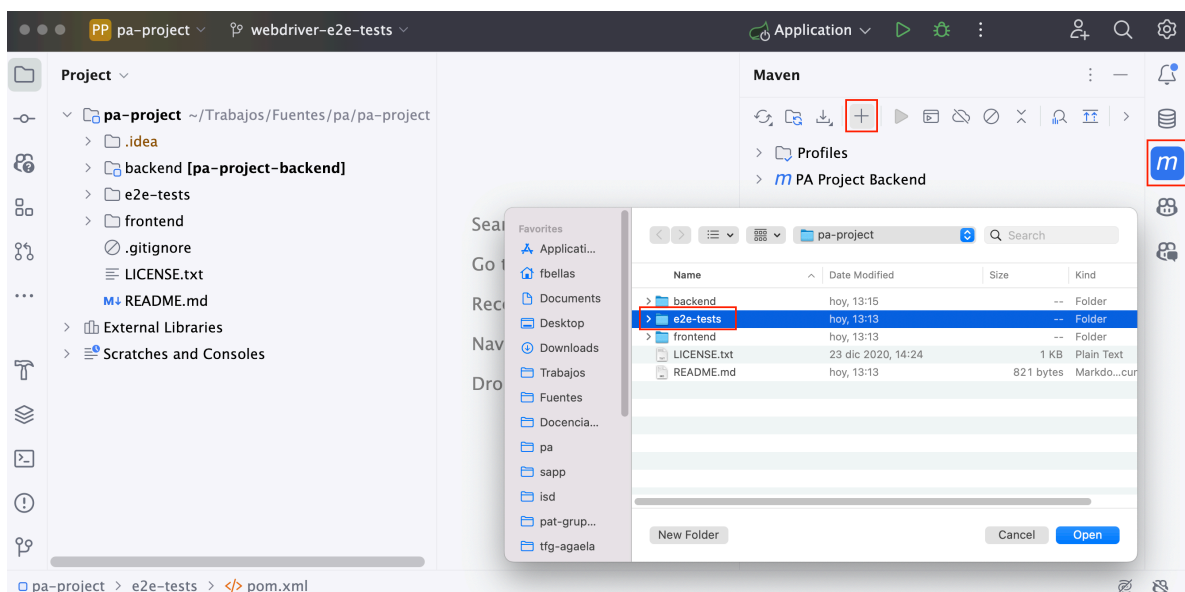 PP pa-project webdriver-e2e-tests Application
Project
pa-project ~/Trabajos/Fuentes/pa/pa-project
.idea
backend [pa-project-backend]
e2e-tests
frontend
.gitignore
LICENSE.txt
M↓ README.md
External Libraries
Scratches and Consoles
Maven
Profiles
m PA Project Backend
m
Favorites
Applicati...
fbellas
Documents
Desktop
Downloads
Trabajos
Fuentes
Docencia...
pa
sapp
isd
pat-grup...
tfg-agaela
pa-project Search
Name Date Modified Size Kind
backend hoy, 13:15 -- Folder
e2e-tests hoy, 13:13 -- Folder
frontend hoy, 13:13 -- Folder
LICENSE.txt 23 dic 2020, 14:24 1 KB Plain Text
README.md hoy, 13:13 821 bytes Markdo...cur
New Folder Cancel Open
pa-project > e2e-tests > </> pom.xml